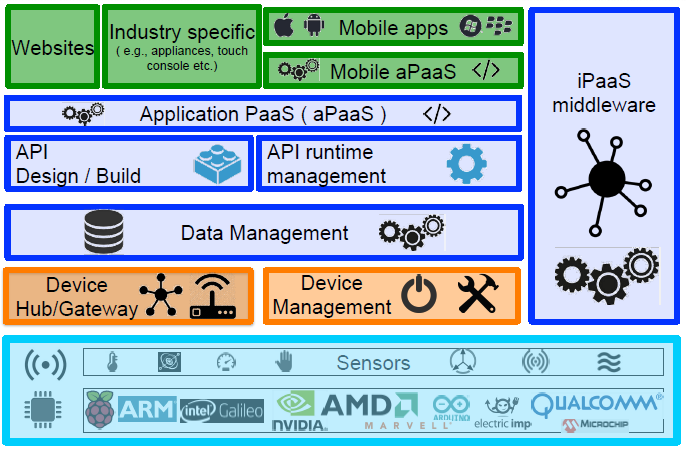 Websites
Industry specific
( e.g., appliances, touch
console etc.)
Mobile apps
Mobile aPaaS </>
iPaaS
middleware
Application PaaS ( aPaaS ) </>
API
Design / Build
API runtime
management
Data Management
Device
Hub/Gateway
Device
Management
Sensors
ARM
intel Galileo
NVIDIA.
AMD
MARVELL
ARDUINO
electric imp
QUALCOMM
MICROCHIP